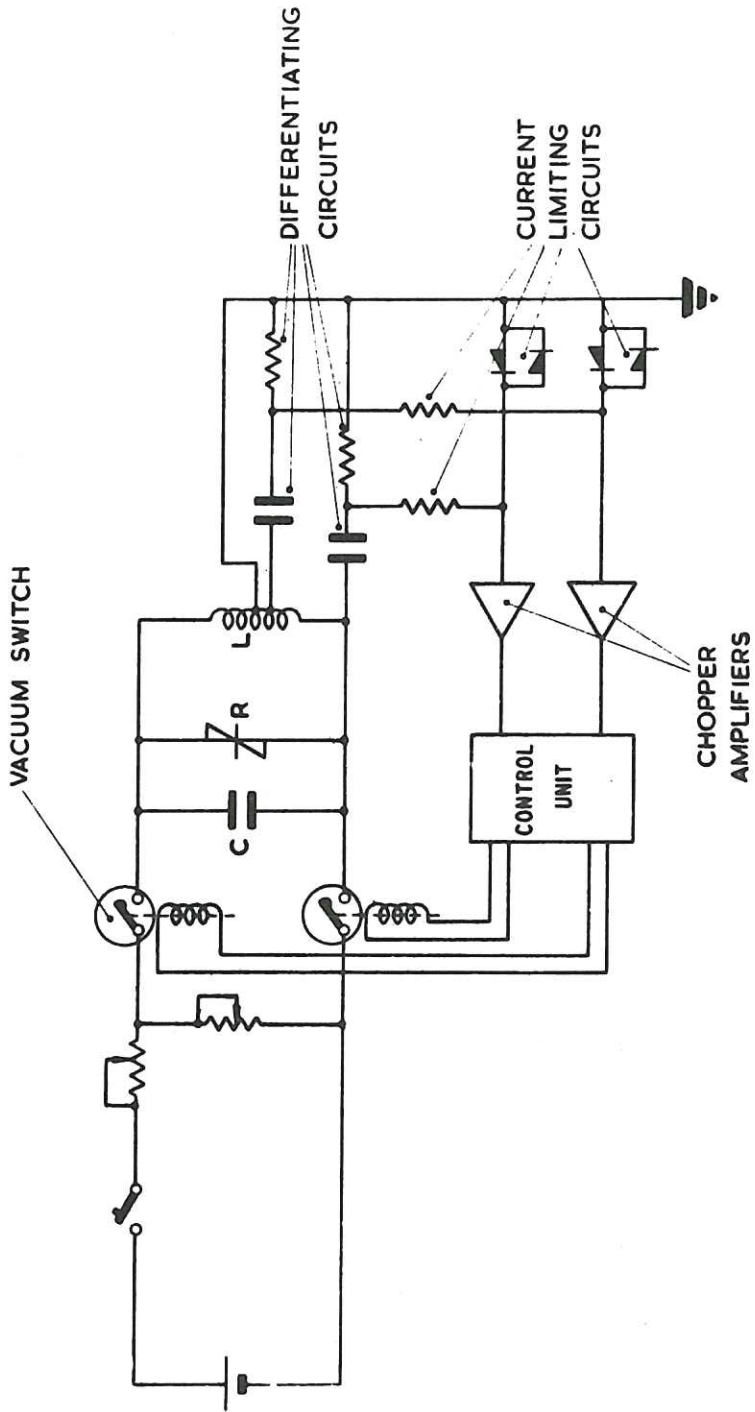 VACUUM SWITCH
DIFFERENTIATING
CIRCUITS
C
R
L
CURRENT
LIMITING
CIRCUITS
CONTROL
UNIT
CHOPPER
AMPLIFIERS